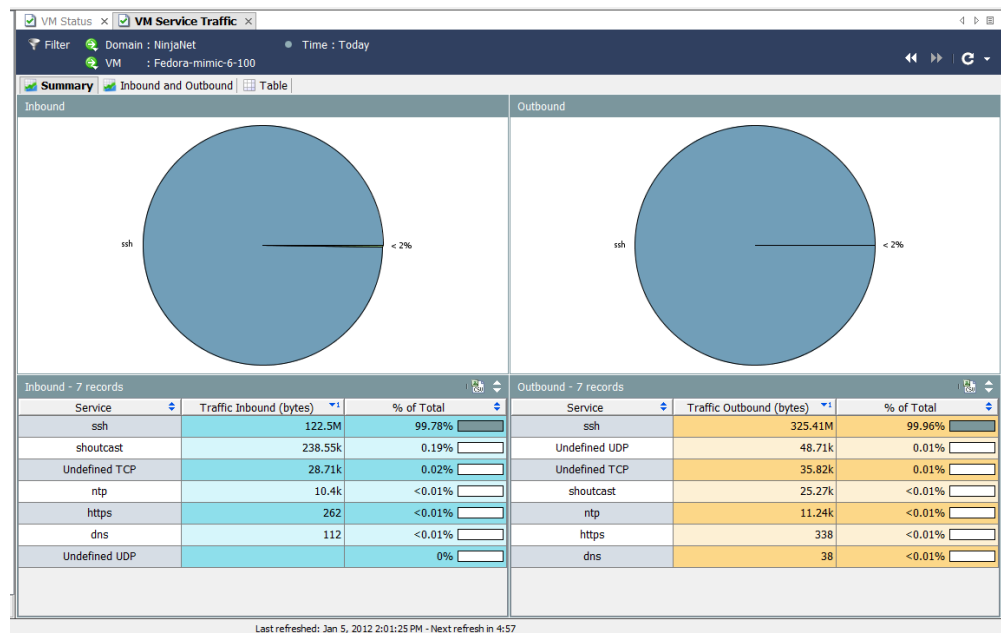 VM Status
VM Service Traffic
Filter
Domain : NinjaNet
Time : Today
VM : Fedora-mimic-6-100
Summary
Inbound and Outbound
Table
Inbound
ssh
< 2%
Outbound
ssh
< 2%
Inbound - 7 records
Service Traffic Inbound (bytes) 1 % of Total
ssh 122.5M 99.78%
shoutcast 238.55k 0.19%
Undefined TCP 28.71k 0.02%
ntp 10.4k <0.01%
https 262 <0.01%
dns 112 <0.01%
Undefined UDP 0%
Outbound - 7 records
Service Traffic Outbound (bytes) 1 % of Total
ssh 325.41M 99.96%
Undefined UDP 48.71k 0.01%
Undefined TCP 35.82k 0.01%
shoutcast 25.27k <0.01%
ntp 11.24k <0.01%
https 338 <0.01%
dns 38 <0.01%
Last refreshed: Jan 5, 2012 2:01:25 PM - Next refresh in 4:57